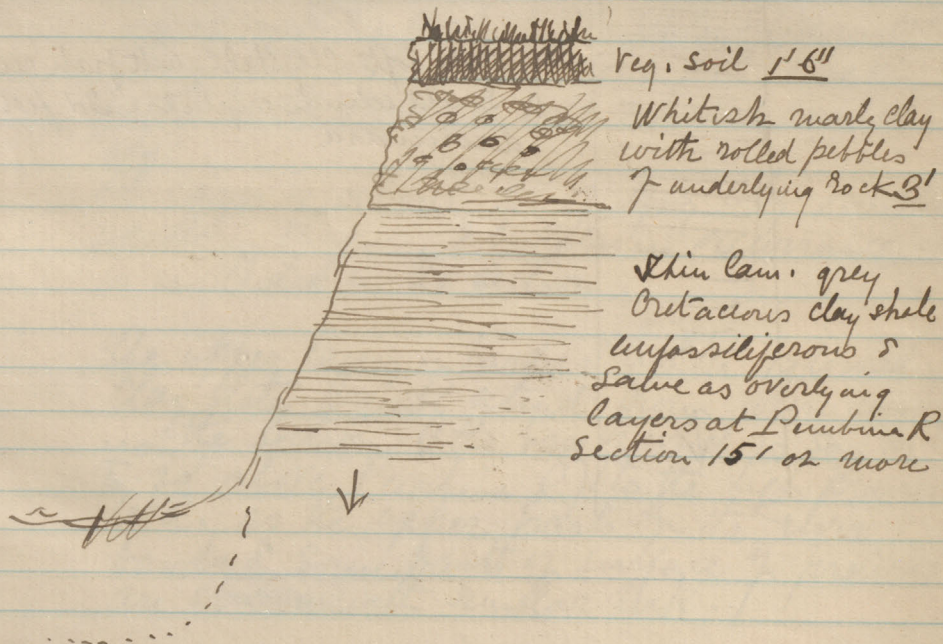 Veg. soil 1' 6"
Whitish marly clay
with rolled pebbles
of underlying rock 3'
Thin lam. grey
Cretaceous clay shale
unfossiliferous &
Same as overlying
layers at Pembina R
Section 15' or more